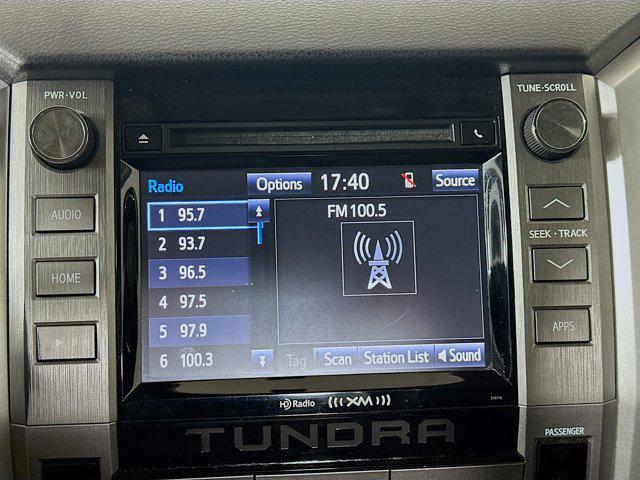 PWR·VOL
TUNE·SCROLL
Radio
Options
17:40
Source
AUDIO
1 95.7
FM 100.5
2 93.7
SEEK · TRACK
HOME
3 96.5
4 97.5
5 97.9
APPS
6 100.3
Tag
Scan
Station List
Sound
HD Radio
XM
TUNDRA
PASSENGER